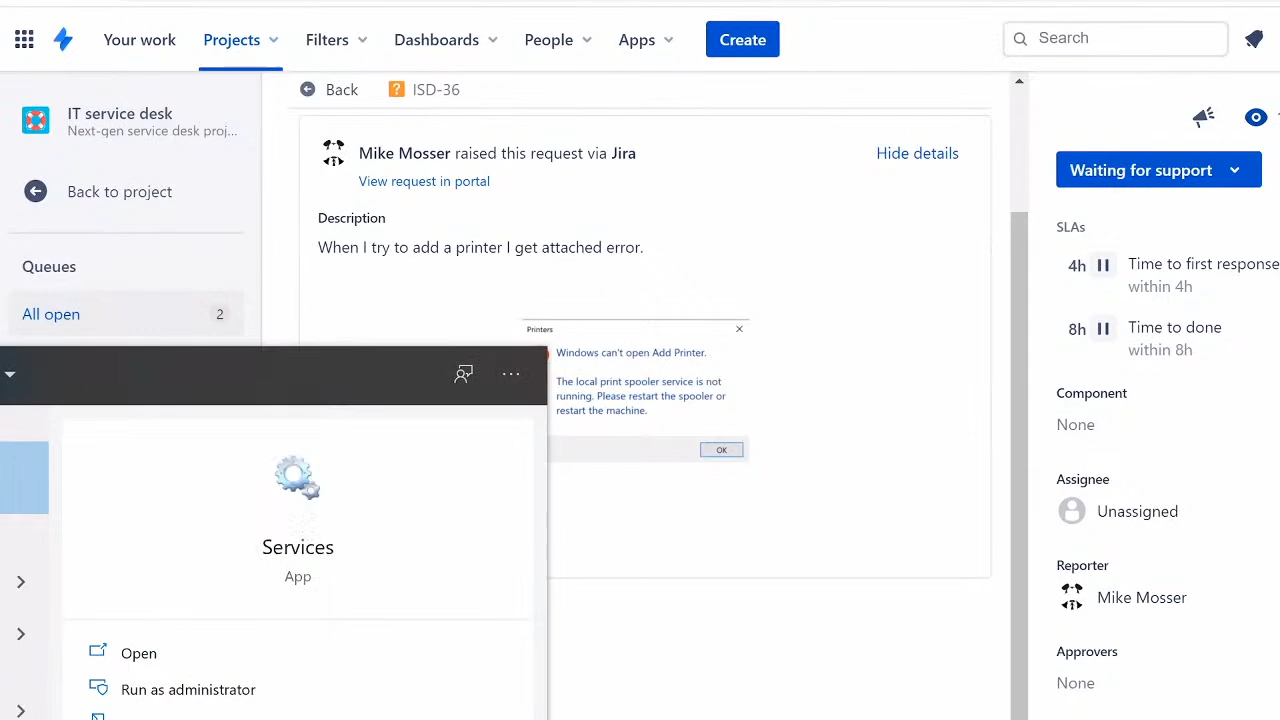 Your work
Projects
Filters
Dashboards
People
Apps
Create
Search
IT service desk
Next-gen service desk proj...
Back to project
Queues
All open
2
Back
ISD-36
Mike Mosser raised this request via Jira
Hide details
View request in portal
Description
When I try to add a printer I get attached error.
Printers
Windows can't open Add Printer.
The local print spooler service is not
running. Please restart the spooler or
restart the machine.
OK
Services
App
Open
Run as administrator
Waiting for support
SLAs
4h
Time to first response
within 4h
8h
Time to done
within 8h
Component
None
Assignee
Unassigned
Reporter
Mike Mosser
Approvers
None